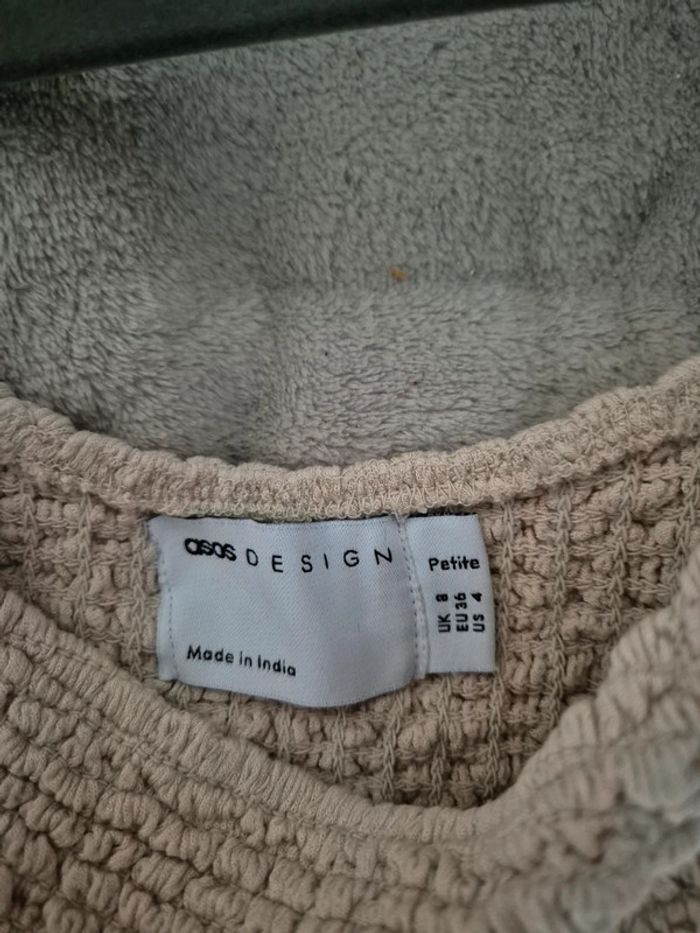 asos DESIGN
Made in India
Petite
UK 8
EU 36
US 4